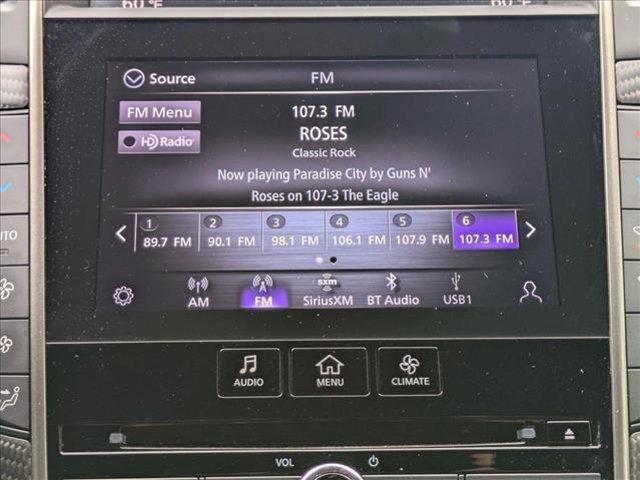 60°F 60°F
Source FM
FM Menu 107.3 FM
HD Radio ROSES
Classic Rock
Now playing Paradise City by Guns N'
Roses on 107-3 The Eagle
1 2 3 4 5 6
89.7 FM 90.1 FM 98.1 FM 106.1 FM 107.9 FM 107.3 FM
sxm
AM FM SiriusXM BT Audio USB1
AUTO
AUDIO MENU CLIMATE
VOL